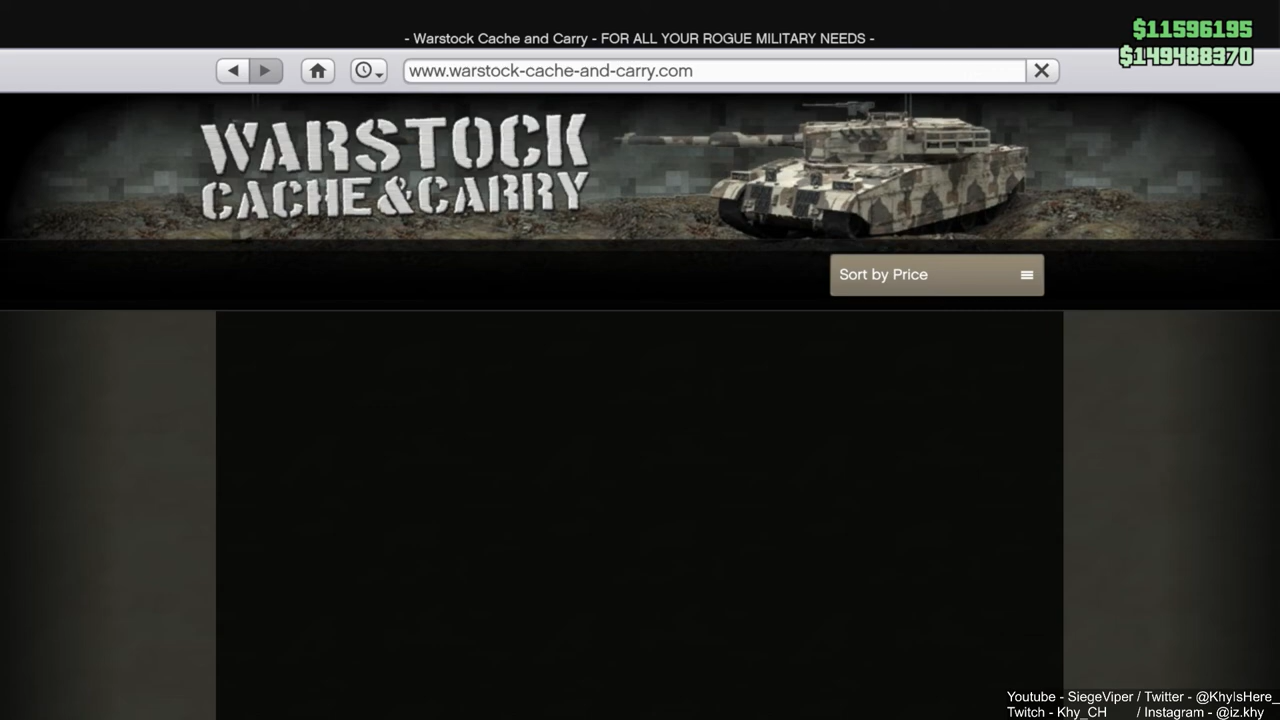 - Warstock Cache and Carry - FOR ALL YOUR ROGUE MILITARY NEEDS -
$11596195
$149488370
www.warstock-cache-and-carry.com
WARSTOCK
CACHE&CARRY
Sort by Price
Youtube - SiegeViper / Twitter - @KhyIsHere_
Twitch - Khy_CH / Instagram - @iz.khy